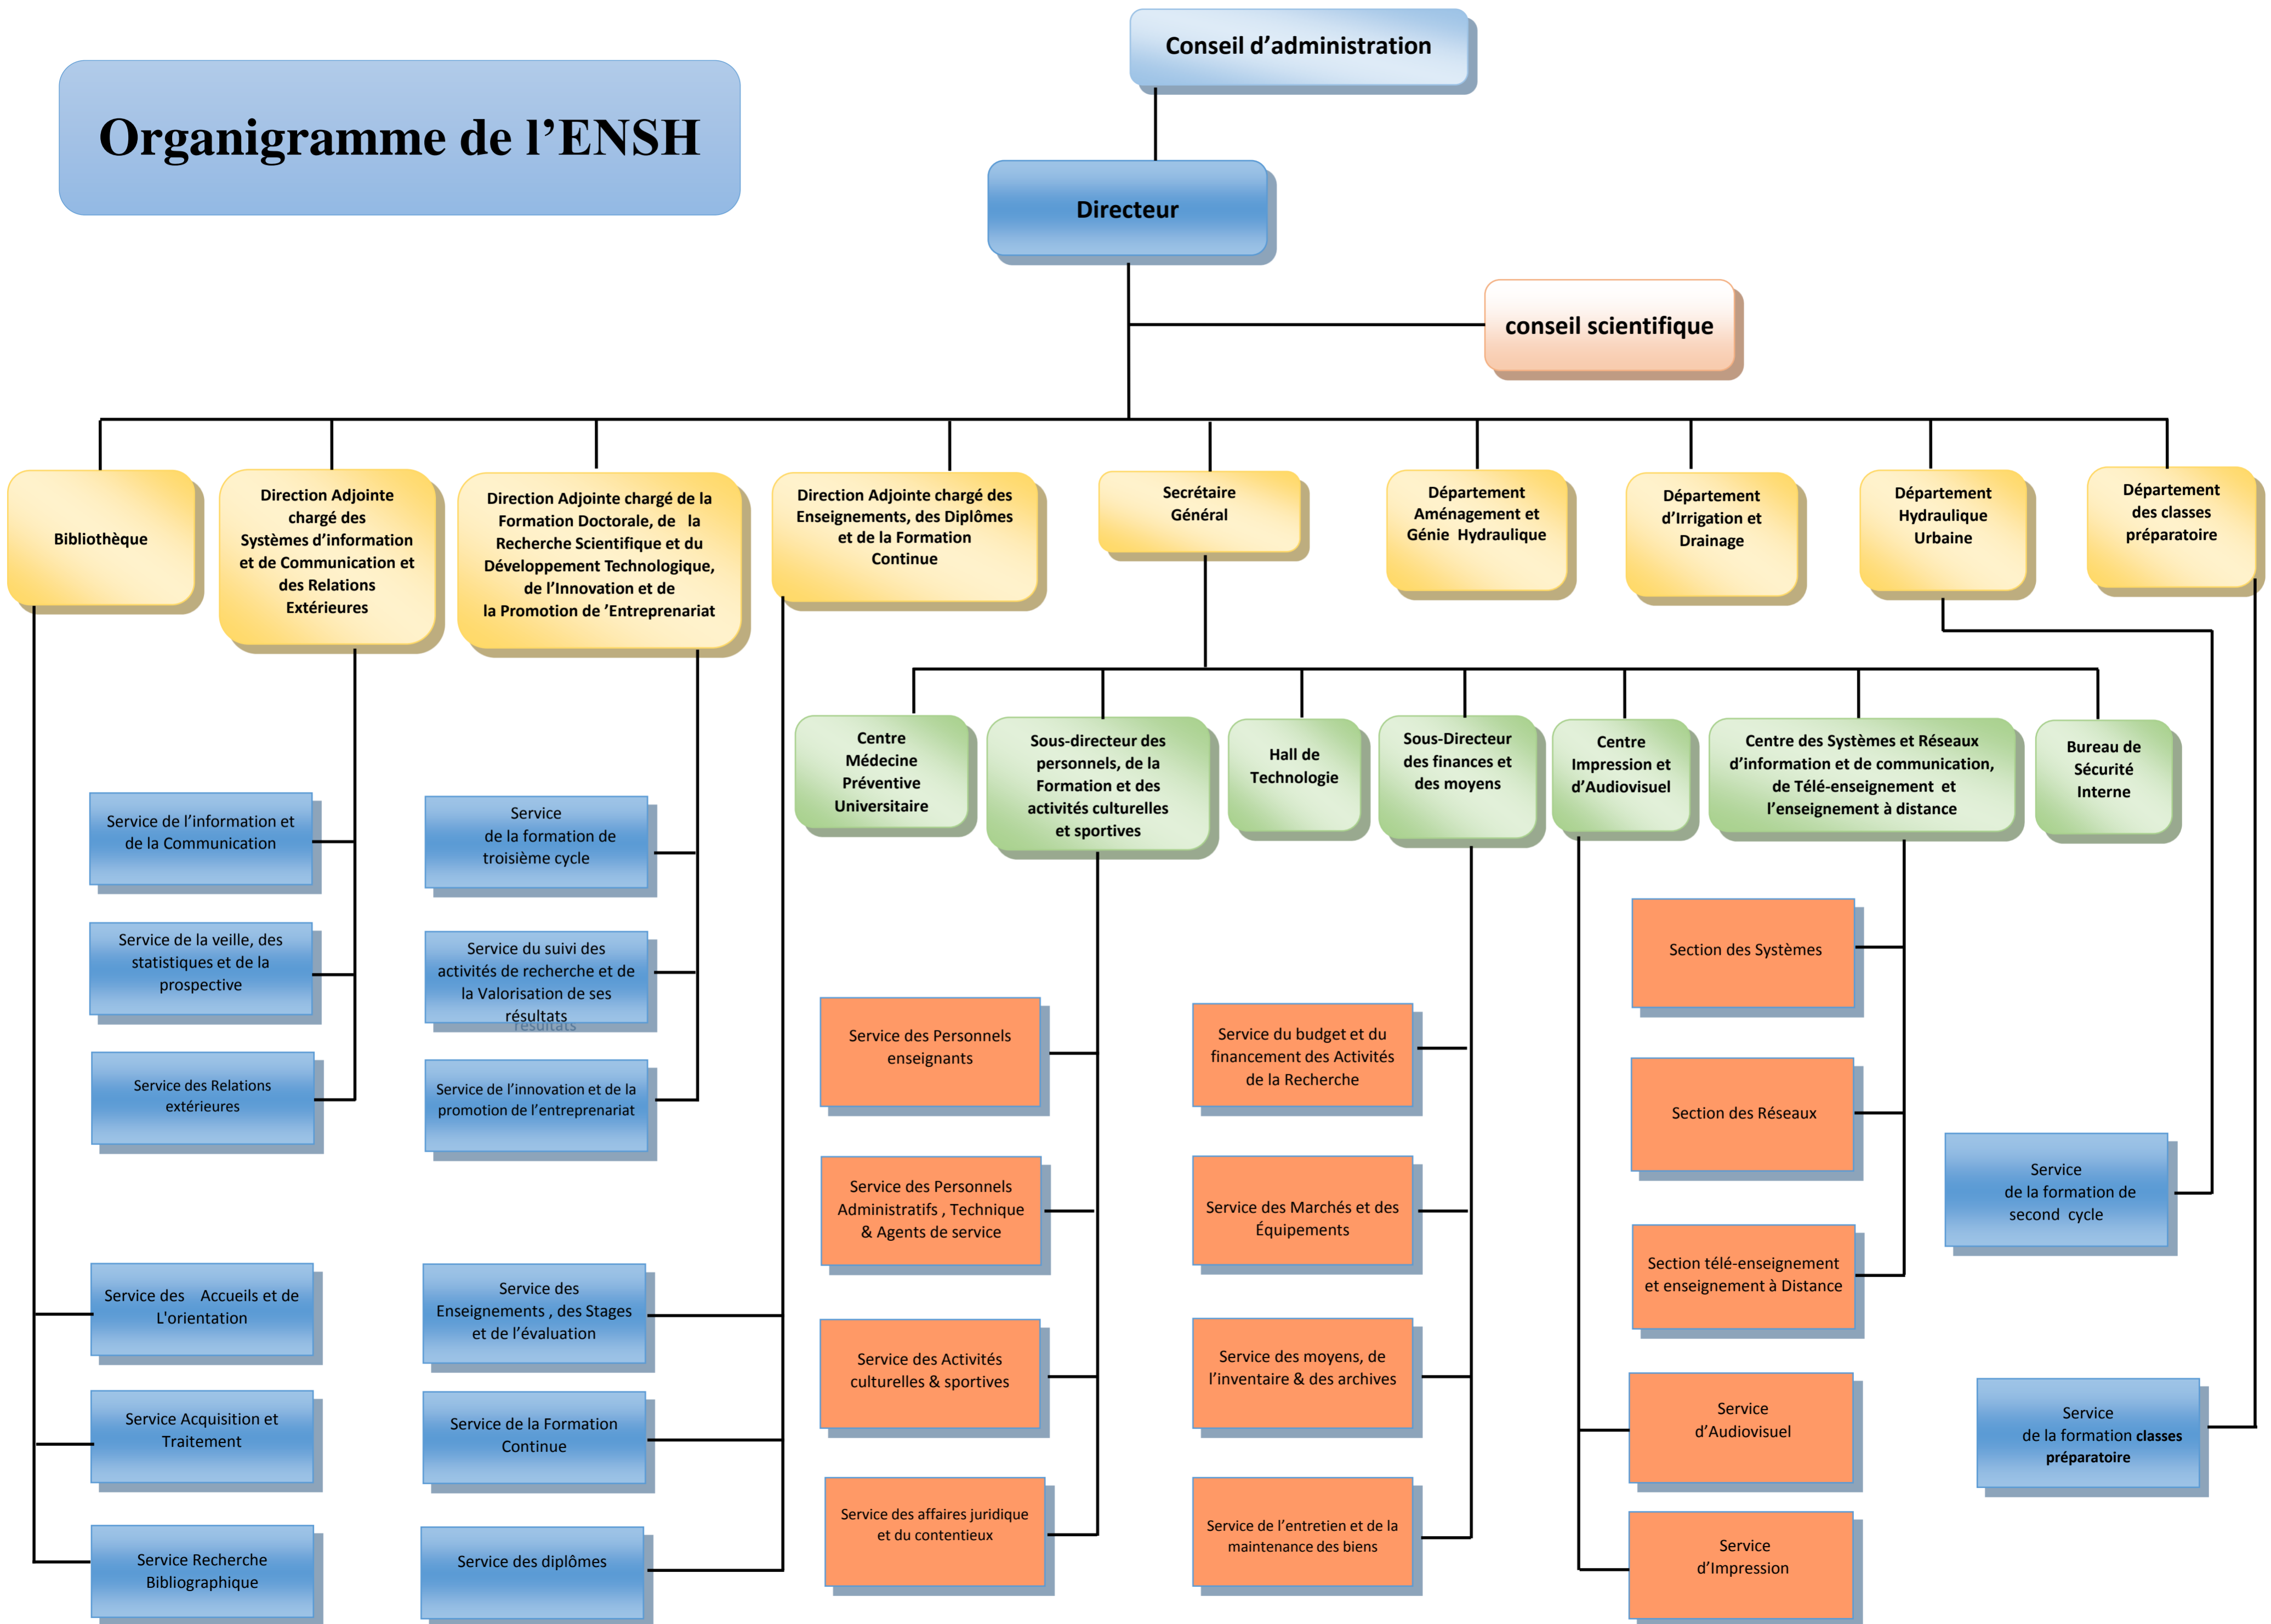 Conseil d’administration
Organigramme de l’ENSH
Directeur
conseil scientifique
Bibliothèque
Direction Adjointe
chargé des
Systèmes d’information
et de Communication et
des Relations
Extérieures
Direction Adjointe chargé de la
Formation Doctorale, de la
Recherche Scientifique et du
Développement Technologique,
de l’Innovation et de
la Promotion de ’Entreprenariat
Direction Adjointe chargé des
Enseignements, des Diplômes
et de la Formation
Continue
Secrétaire
Général
Département
Aménagement et
Génie Hydraulique
Département
d’Irrigation et
Drainage
Département
Hydraulique
Urbaine
Département
des classes
préparatoire
Centre
Médecine
Préventive
Universitaire
Sous-directeur des
personnels, de la
Formation et des
activités culturelles
et sportives
Hall de
Technologie
Sous-Directeur
des finances et
des moyens
Centre
Impression et
d’Audiovisuel
Centre des Systèmes et Réseaux
d’information et de communication,
de Télé-enseignement et
l’enseignement à distance
Bureau de
Sécurité
Interne
Service de l’information et
de la Communication
Service de la veille, des
statistiques et de la
prospective
Service des Relations
extérieures
Service
de la formation de
troisième cycle
Service du suivi des
activités de recherche et de
la Valorisation de ses
résultats
Service de l’innovation et de la
promotion de l’entreprenariat
Service des Accueils et de
L'orientation
Service Acquisition et
Traitement
Service Recherche
Bibliographique
Service des
Enseignements , des Stages
et de l’évaluation
Service de la Formation
Continue
Service des diplômes
Service des Personnels
enseignants
Service des Personnels
Administratifs , Technique
& Agents de service
Service des Activités
culturelles & sportives
Service des affaires juridique
et du contentieux
Service du budget et du
financement des Activités
de la Recherche
Service des Marchés et des
Équipements
Service des moyens, de
l’inventaire & des archives
Service de l’entretien et de la
maintenance des biens
Section des Systèmes
Section des Réseaux
Section télé-enseignement
et enseignement à Distance
Service
d’Audiovisuel
Service
d’Impression
Service
de la formation de
second cycle
Service
de la formation classes
préparatoire